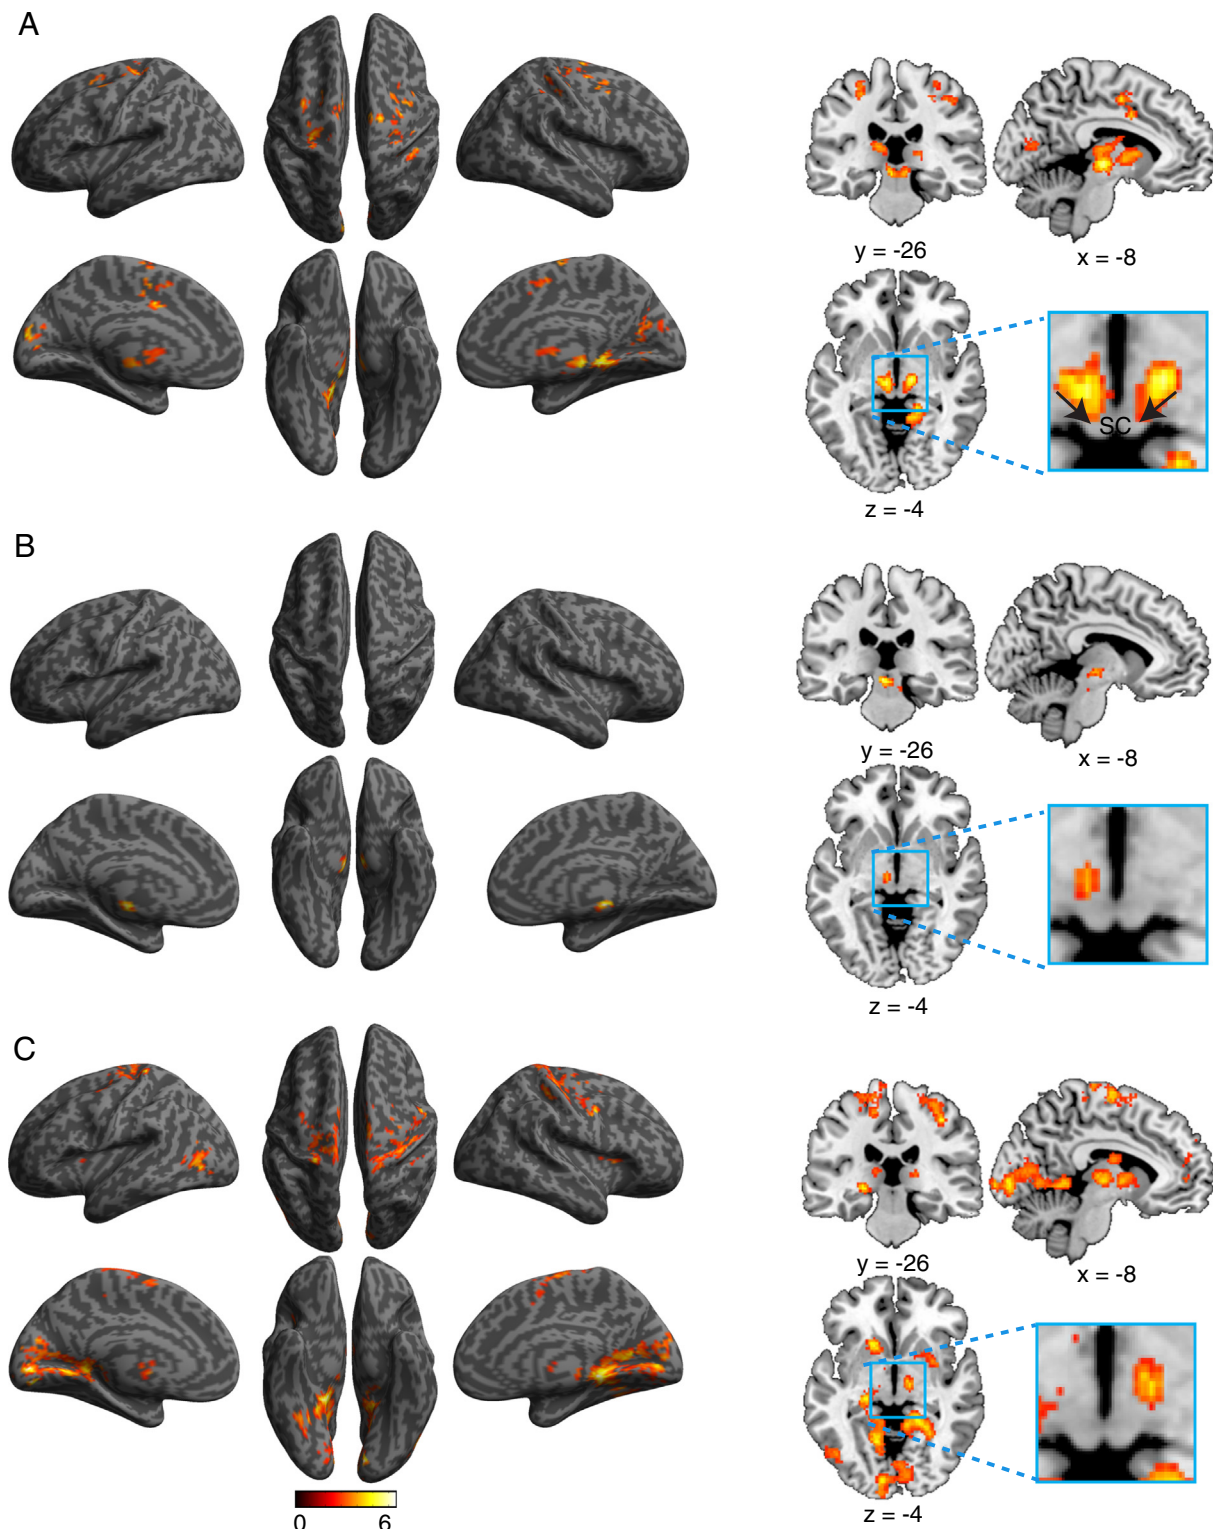 A
y = -26
x = -8
SC
z = -4
B
y = -26
x = -8
z = -4
C
y = -26
x = -8
z = -4
0 6